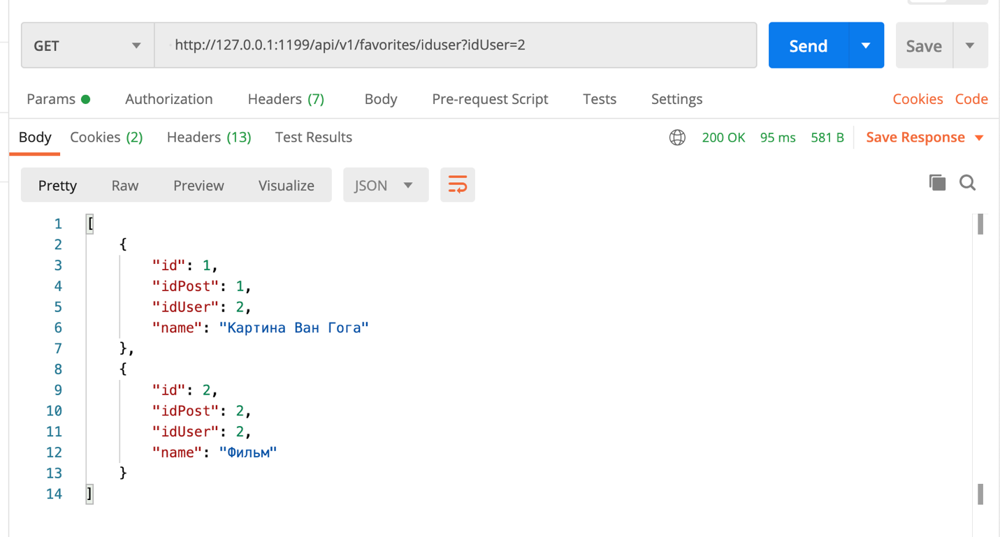 GET http://127.0.0.1:1199/api/v1/favorites/iduser?idUser=2 Send Save
Params Authorization Headers (7) Body Pre-request Script Tests Settings Cookies Code
Body Cookies (2) Headers (13) Test Results 200 OK 95 ms 581 B Save Response
Pretty Raw Preview Visualize JSON
1 [
2 {
3 "id": 1,
4 "idPost": 1,
5 "idUser": 2,
6 "name": "Картина Ван Гога"
7 },
8 {
9 "id": 2,
10 "idPost": 2,
11 "idUser": 2,
12 "name": "Фильм"
13 }
14 ]